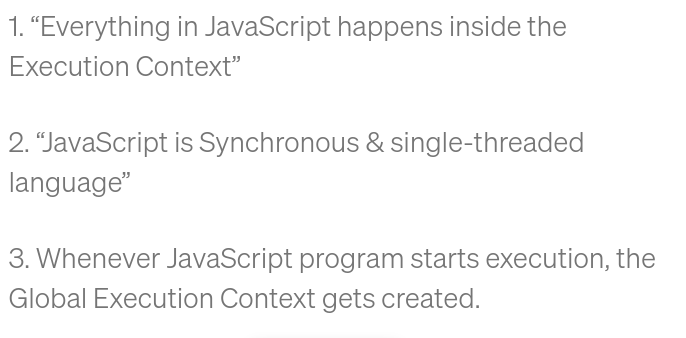 1. “Everything in JavaScript happens inside the
Execution Context”
2. “JavaScript is Synchronous & single-threaded
language”
3. Whenever JavaScript program starts execution, the
Global Execution Context gets created.